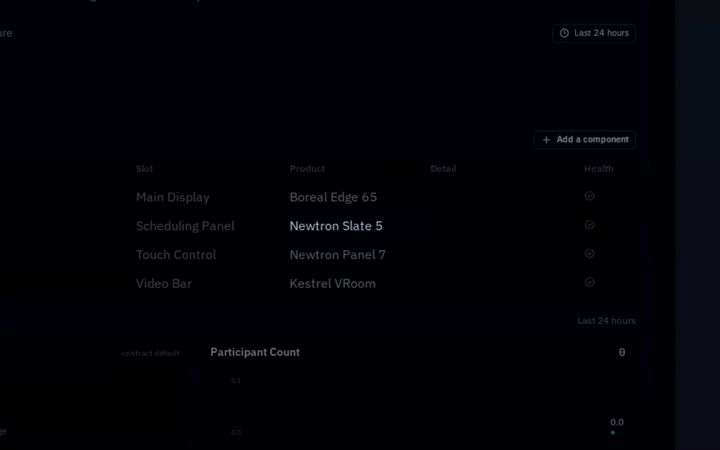 Last 24 hours
Add a component
Slot Product Detail Health
Main Display Boreal Edge 65
Scheduling Panel Newtron Slate 5
Touch Control Newtron Panel 7
Video Bar Kestrel VRoom
Last 24 hours
contract default Participant Count 0
0.1
0.0
0.0